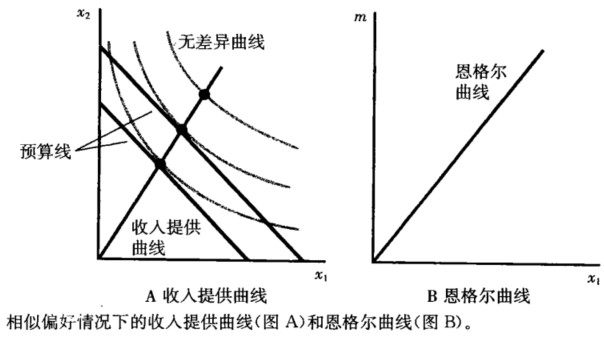 x₂
无差异曲线
预算线
收入提供
曲线
x₁
A 收入提供曲线
m
恩格尔
曲线
x₁
B 恩格尔曲线
相似偏好情况下的收入提供曲线(图 A)和恩格尔曲线(图 B)。